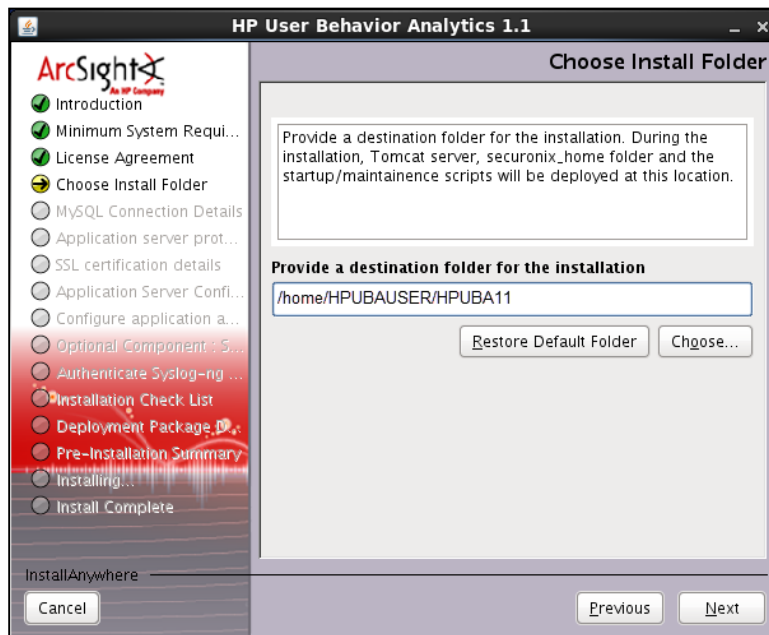 HP User Behavior Analytics 1.1
ArcSight
An HP Company
Introduction
Minimum System Requi...
License Agreement
Choose Install Folder
MySQL Connection Details
Application server prot...
SSL certification details
Application Server Confi...
Configure application a...
Optional Component : S...
Authenticate Syslog-ng ...
Installation Check List
Deployment Package D...
Pre-Installation Summary
Installing...
Install Complete
Choose Install Folder
Provide a destination folder for the installation. During the
installation, Tomcat server, securonix_home folder and the
startup/maintainence scripts will be deployed at this location.
Provide a destination folder for the installation
/home/HPUBAUSER/HPUBA11
Restore Default Folder
Choose...
InstallAnywhere
Cancel
Previous
Next